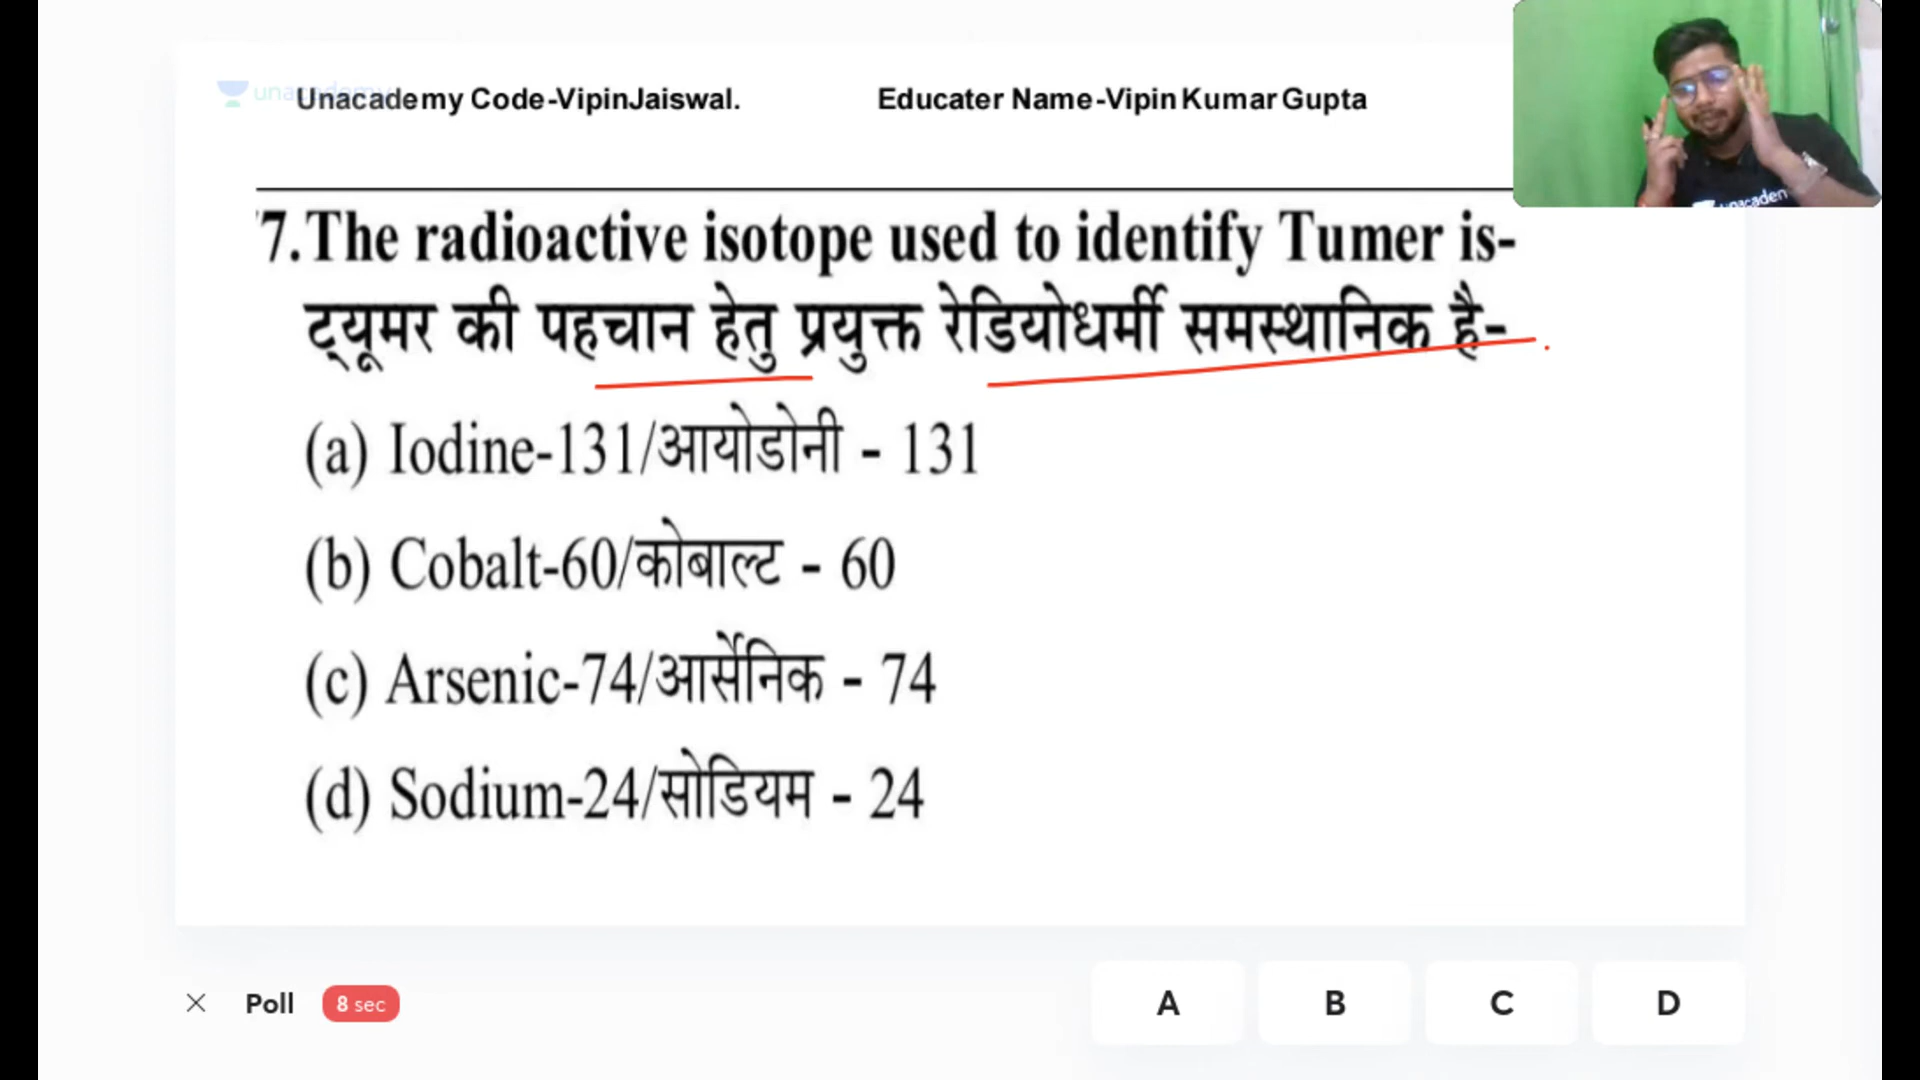 unacademy
Unacademy Code-VipinJaiswal. Educater Name-Vipin Kumar Gupta
unacadem
7. The radioactive isotope used to identify Tumer is-
ट्यूमर की पहचान हेतु प्रयुक्त रेडियोधर्मी समस्थानिक है-
(a) Iodine-131/आयोडोनी - 131
(b) Cobalt-60/कोबाल्ट - 60
(c) Arsenic-74/आर्सेनिक - 74
(d) Sodium-24/सोडियम - 24
Poll 8 sec A B C D